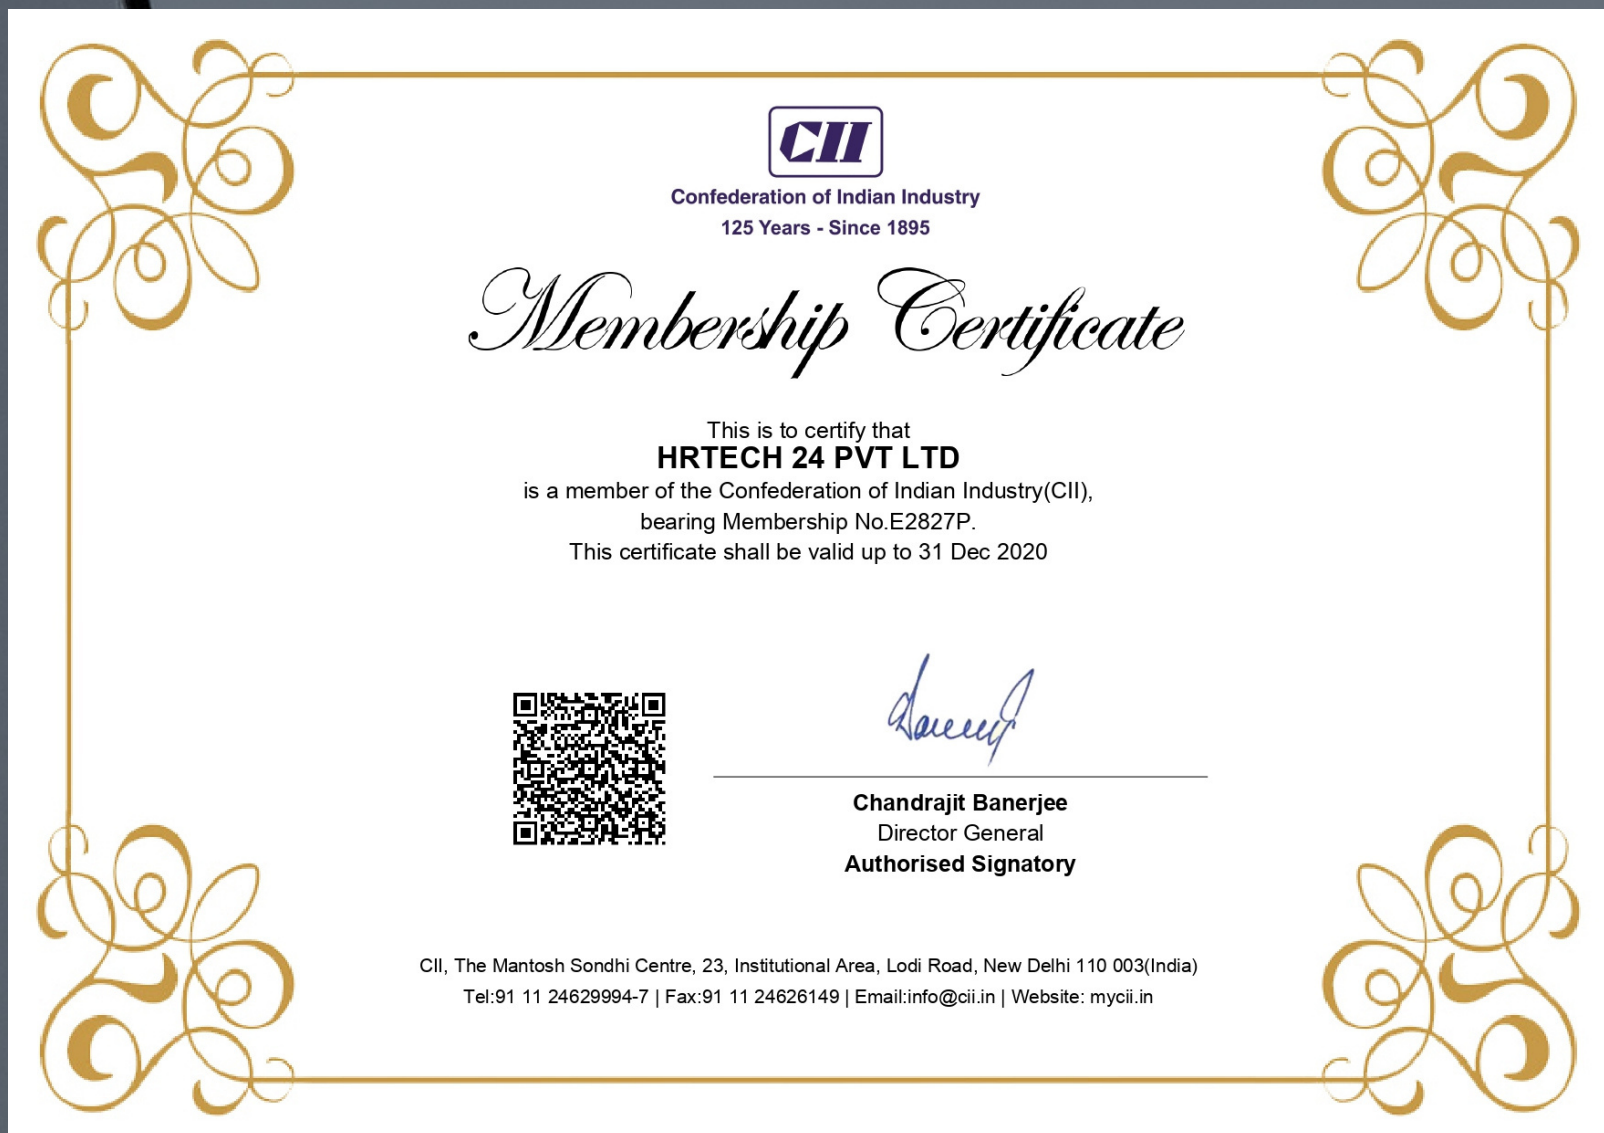 CII
Confederation of Indian Industry
125 Years - Since 1895
Membership Certificate
This is to certify that
HRTECH 24 PVT LTD
is a member of the Confederation of Indian Industry(CII),
bearing Membership No.E2827P.
This certificate shall be valid up to 31 Dec 2020
Chandrajit Banerjee
Director General
Authorised Signatory
CII, The Mantosh Sondhi Centre, 23, Institutional Area, Lodi Road, New Delhi 110 003(India)
Tel:91 11 24629994-7 | Fax:91 11 24626149 | Email:info@cii.in | Website: mycii.in